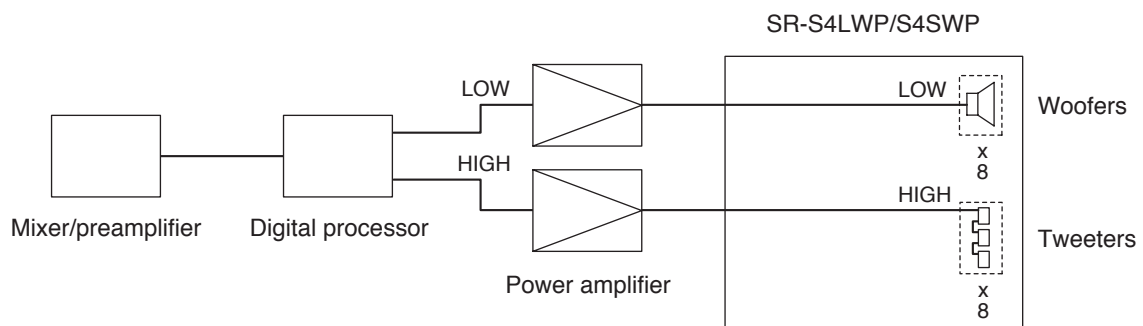 SR-S4LWP/S4SWP
LOW
LOW
Woofers
x
8
HIGH
HIGH
Mixer/preamplifier
Digital processor
Tweeters
Power amplifier
x
8